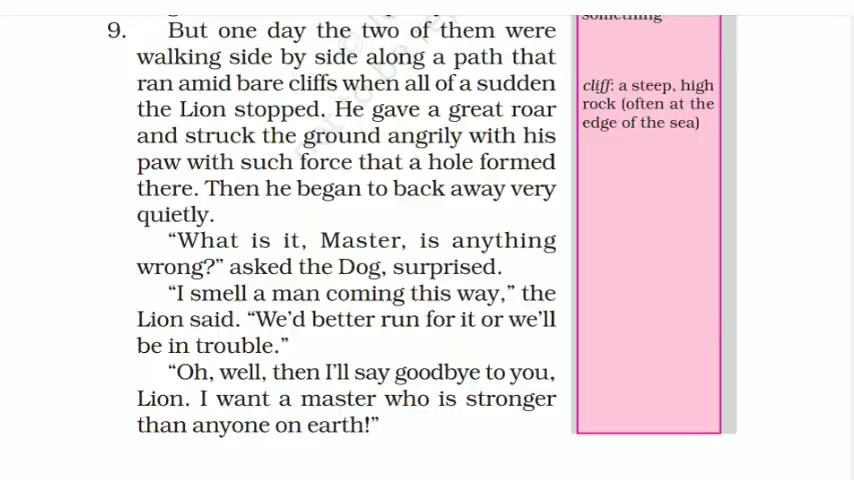 something
9. But one day the two of them were
walking side by side along a path that
ran amid bare cliffs when all of a sudden
the Lion stopped. He gave a great roar
and struck the ground angrily with his
paw with such force that a hole formed
there. Then he began to back away very
quietly.
“What is it, Master, is anything
wrong?” asked the Dog, surprised.
“I smell a man coming this way,” the
Lion said. “We’d better run for it or we’ll
be in trouble.”
“Oh, well, then I’ll say goodbye to you,
Lion. I want a master who is stronger
than anyone on earth!”
cliff: a steep, high
rock (often at the
edge of the sea)